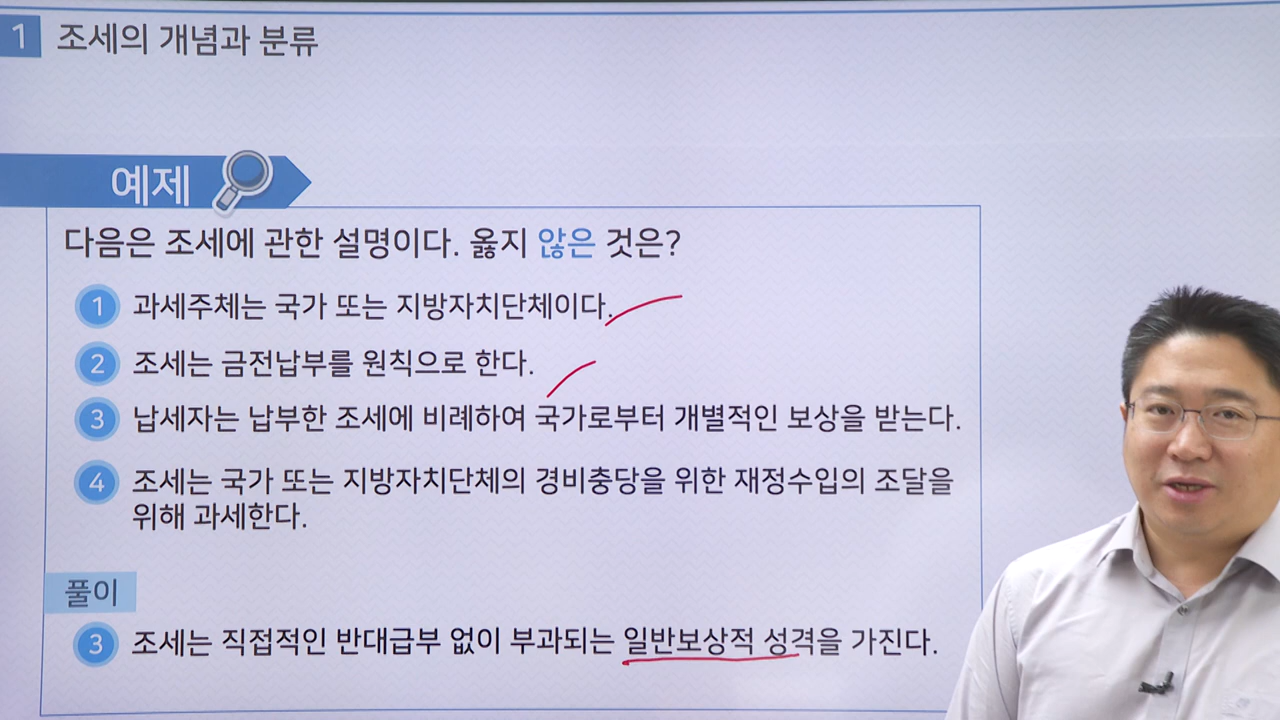 1 조세의 개념과 분류
예제
다음은 조세에 관한 설명이다. 옳지 않은 것은?
1 과세주체는 국가 또는 지방자치단체이다.
2 조세는 금전납부를 원칙으로 한다.
3 납세자는 납부한 조세에 비례하여 국가로부터 개별적인 보상을 받는다.
4 조세는 국가 또는 지방자치단체의 경비충당을 위한 재정수입의 조달을
위해 과세한다.
풀이
3 조세는 직접적인 반대급부 없이 부과되는 일반보상적 성격을 가진다.